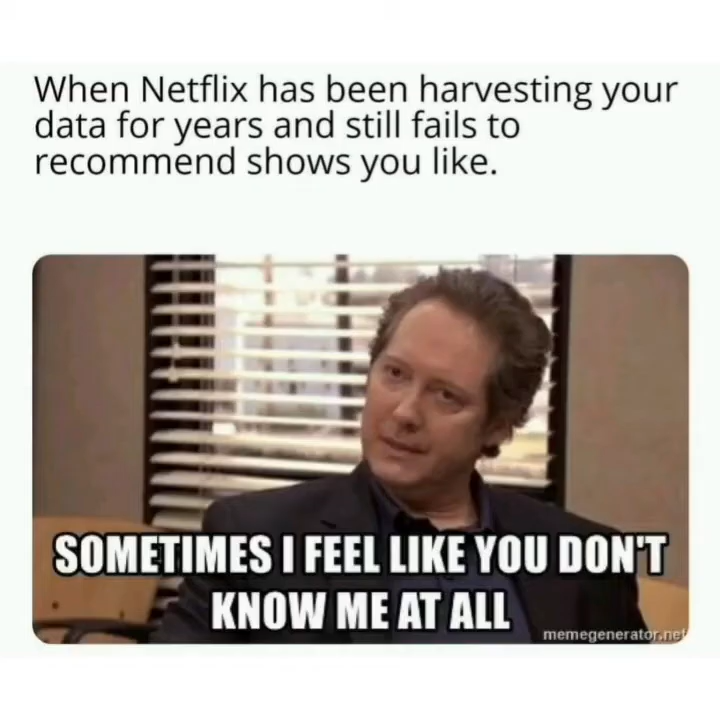 When Netflix has been harvesting your
data for years and still fails to
recommend shows you like.
SOMETIMES I FEEL LIKE YOU DON'T
KNOW ME AT ALL
memegenerator.net